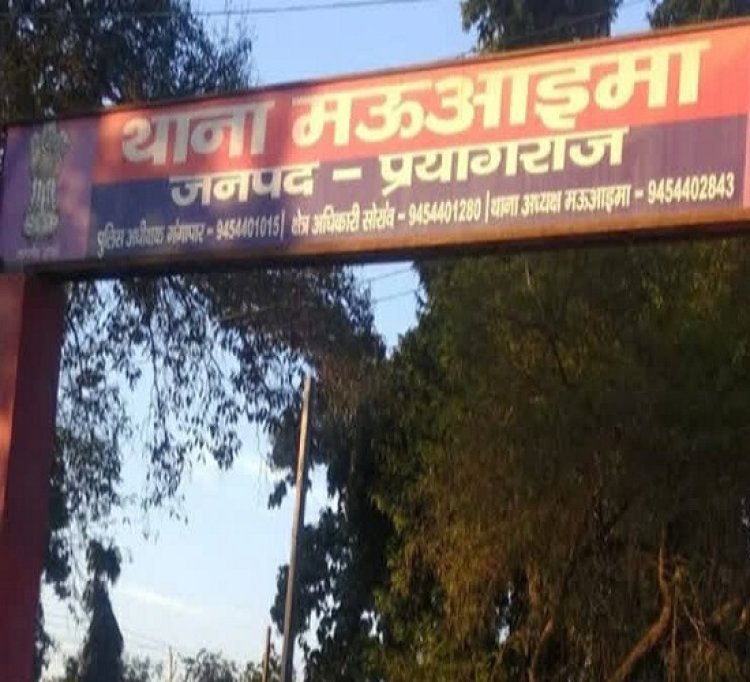 थाना मऊआइमा
जनपद - प्रयागराज
पुलिस अधीक्षक गंगापार - 9454401015| क्षेत्र अधिकारी सोरांव - 9454401280 |थाना अध्यक्ष मऊआइमा - 9454402843